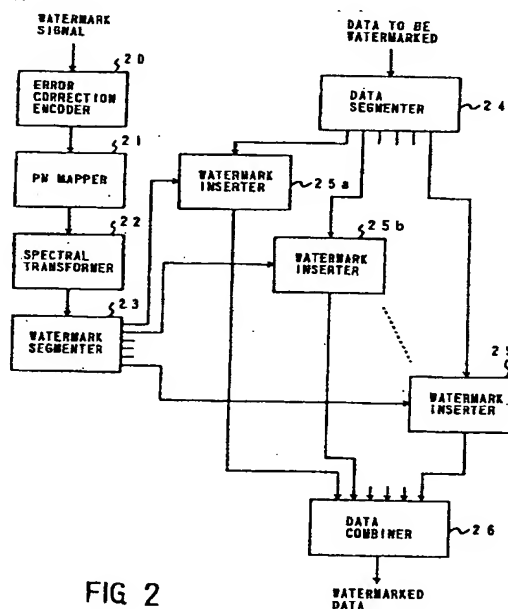 WATERMARK
SIGNAL
20
ERROR
CORRECTION
ENCODER
21
PN MAPPER
22
SPECTRAL
TRANSFORMER
23
WATERMARK
SEGMENTER
DATA TO BE
WATERMARKED
DATA
SEGMENTER
24
WATERMARK
INSERTER
25a
25b
WATERMARK
INSERTER
25
WATERMARK
INSERTER
DATA
COMBINER
26
WATERMARKED
DATA
FIG 2